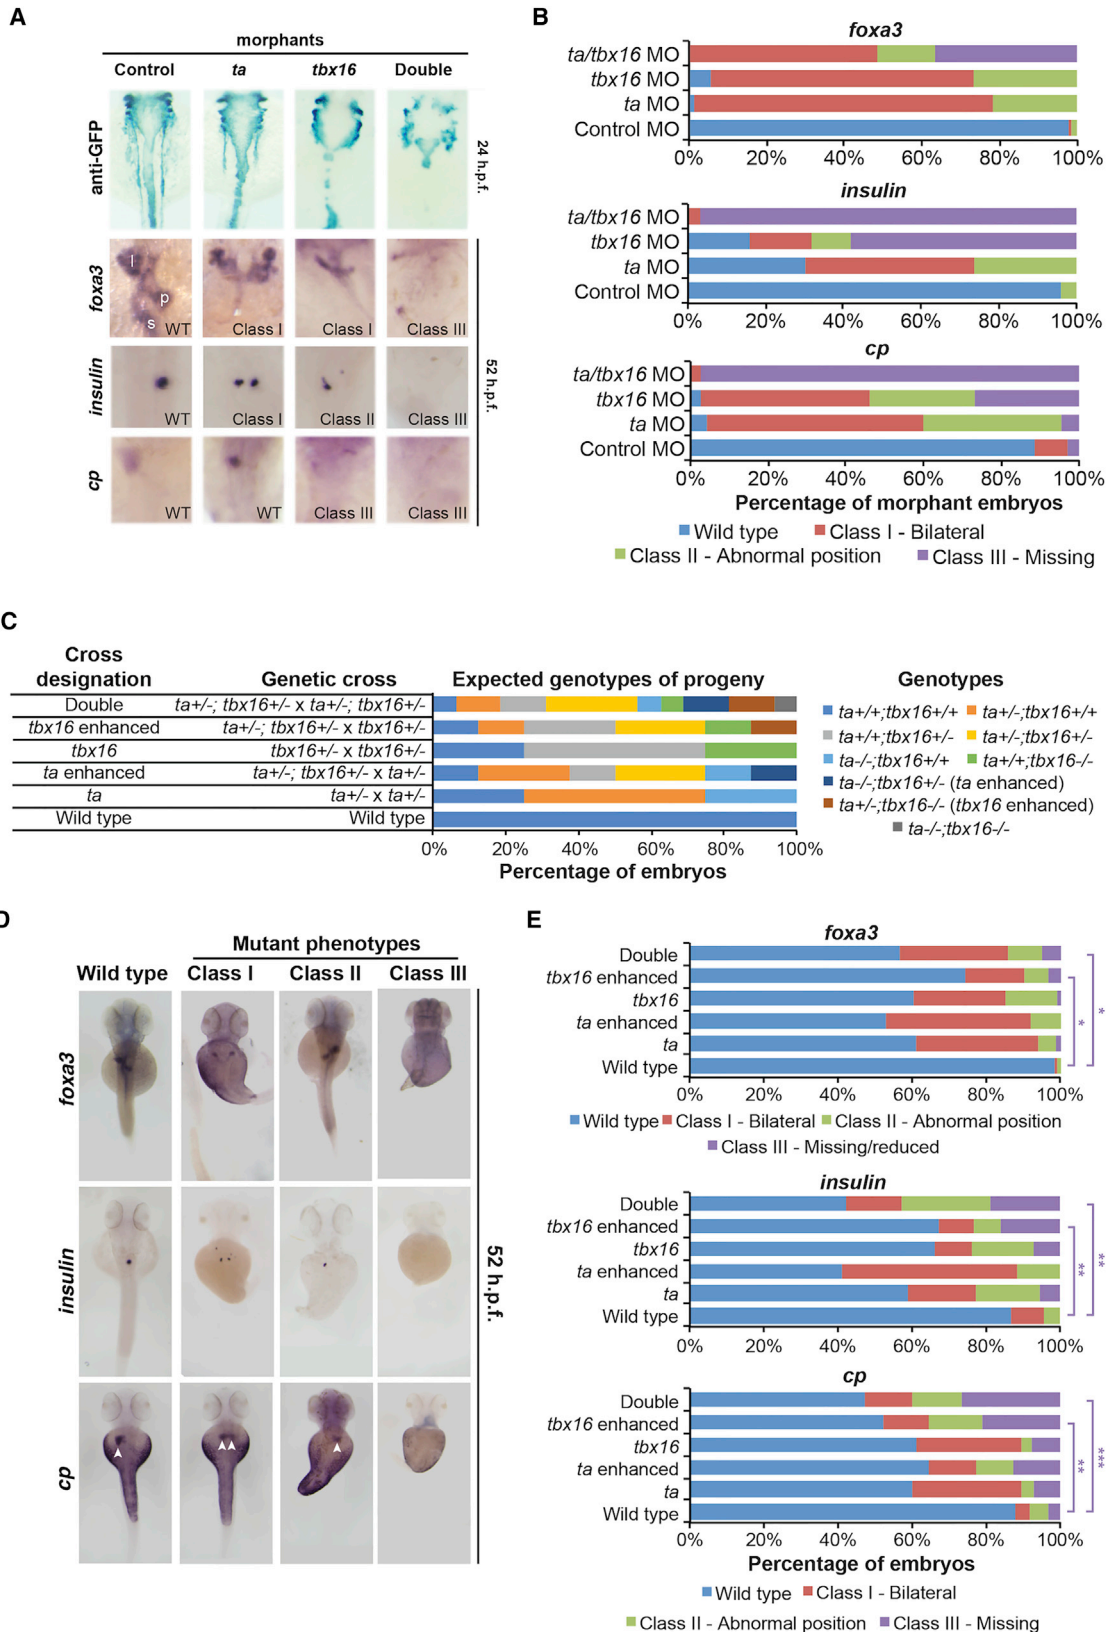 A
morphants
Control ta tbx16 Double
anti-GFP
24 h.p.f.
foxa3
l
p
s
WT
Class I
Class I
Class III
insulin
WT
Class I
Class II
Class III
52 h.p.f.
cp
WT
WT
Class III
Class III
B
foxa3
ta/tbx16 MO
tbx16 MO
ta MO
Control MO
0% 20% 40% 60% 80% 100%
insulin
ta/tbx16 MO
tbx16 MO
ta MO
Control MO
0% 20% 40% 60% 80% 100%
cp
ta/tbx16 MO
tbx16 MO
ta MO
Control MO
0% 20% 40% 60% 80% 100%
Percentage of morphant embryos
Wild type Class I - Bilateral
Class II - Abnormal position Class III - Missing
C
Cross designation Genetic cross Expected genotypes of progeny Genotypes
Double ta+/-; tbx16+/- x ta+/-; tbx16+/-
tbx16 enhanced ta+/-; tbx16+/- x tbx16+/-
tbx16 tbx16+/- x tbx16+/-
ta enhanced ta+/-; tbx16+/- x ta+/-
ta ta+/- x ta+/-
Wild type Wild type
0% 20% 40% 60% 80% 100%
Percentage of embryos
ta+/+;tbx16+/+ ta+/-;tbx16+/+
ta+/+;tbx16+/- ta+/-;tbx16+/-
ta-/-;tbx16+/+ ta+/+;tbx16-/-
ta-/-;tbx16+/- (ta enhanced)
ta+/-;tbx16-/- (tbx16 enhanced)
ta-/-;tbx16-/-
D
Mutant phenotypes
Wild type Class I Class II Class III
foxa3
insulin
cp
52 h.p.f.
E
foxa3
Double
tbx16 enhanced
tbx16
ta enhanced
ta
Wild type
* *
0% 20% 40% 60% 80% 100%
Wild type Class I - Bilateral Class II - Abnormal position
Class III - Missing/reduced
insulin
Double
tbx16 enhanced
tbx16
ta enhanced
ta
Wild type
** **
0% 20% 40% 60% 80% 100%
cp
Double
tbx16 enhanced
tbx16
ta enhanced
ta
Wild type
** ***
0% 20% 40% 60% 80% 100%
Percentage of embryos
Wild type Class I - Bilateral
Class II - Abnormal position Class III - Missing